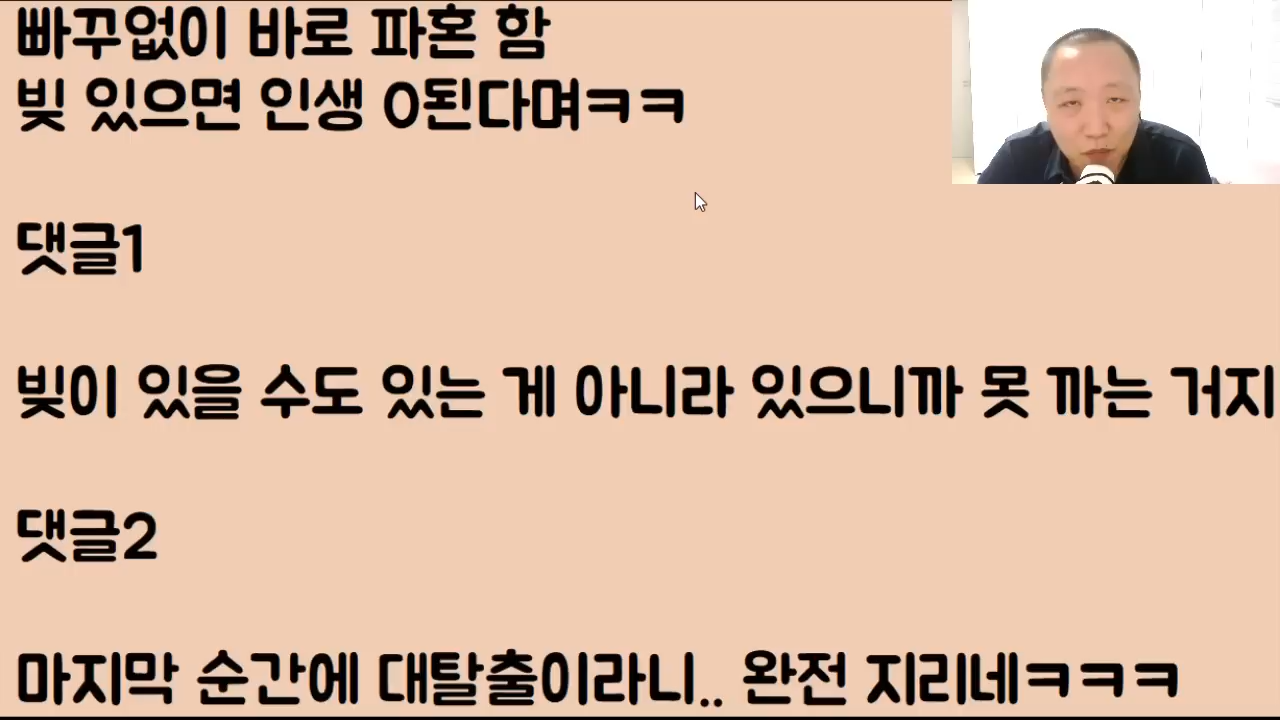 빠꾸없이 바로 파혼 함
빚 있으면 인생 0된다며ㅋㅋ
댓글1
빚이 있을 수도 있는 게 아니라 있으니까 못 까는 거지
댓글2
마지막 순간에 대탈출이라니.. 완전 지리네ㅋㅋㅋ